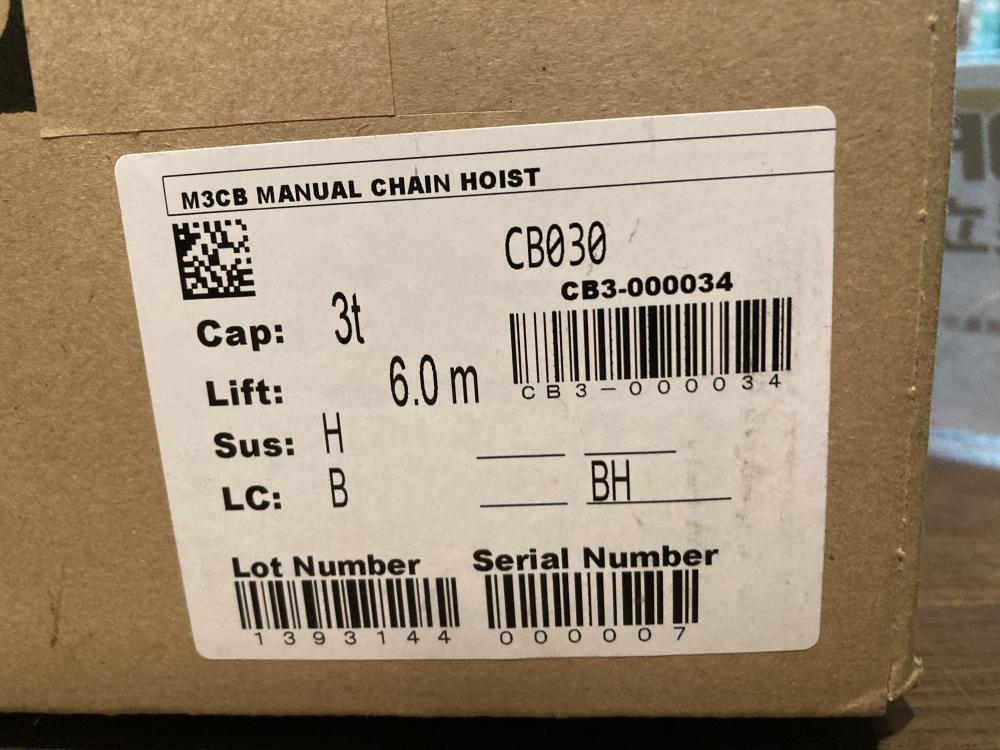 M3CB MANUAL CHAIN HOIST
CB030
CB3-000034
CB3-000034
Cap: 3t
Lift: 6.0 m
Sus: H
LC: B
BH
Lot Number
1393144
Serial Number
000007